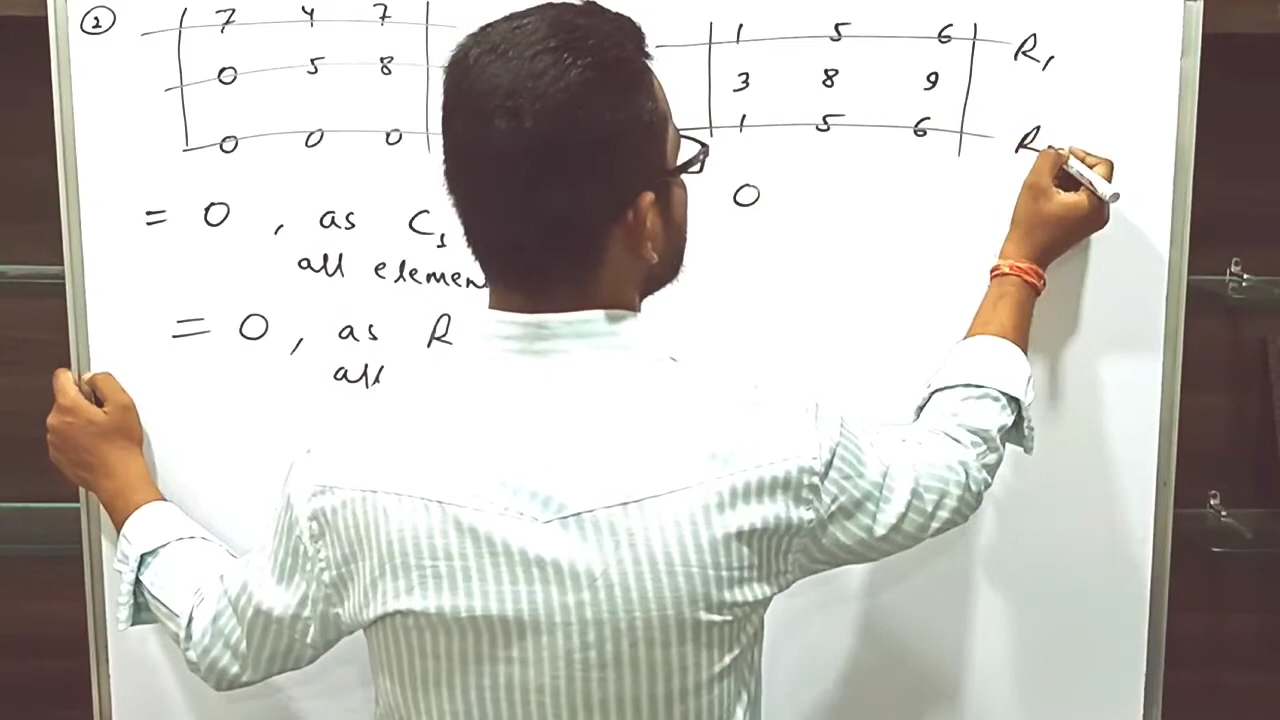 ② 7 4 7
0 5 8
0 0 0
= 0 , as C₁
all elemen
= 0 , as R
all
1 5 6 R₁
3 8 9
1 5 6 R
0